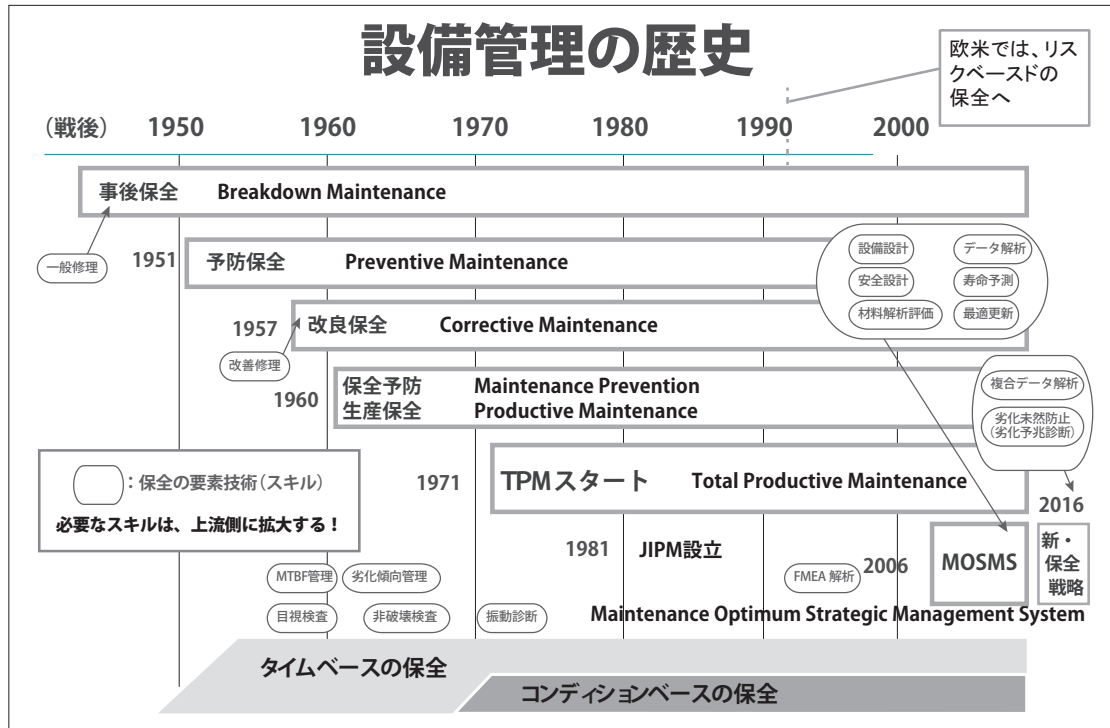 設備管理の歴史
欧米では、リス
クベースドの
保全へ
(戦後) 1950 1960 1970 1980 1990 2000
事後保全 Breakdown Maintenance
一般修理
1951 予防保全 Preventive Maintenance
設備設計 データ解析
安全設計 寿命予測
材料解析評価 最適更新
1957 改良保全 Corrective Maintenance
改善修理
1960 保全予防 Maintenance Prevention
生産保全 Productive Maintenance
複合データ解析
劣化未然防止
(劣化予兆診断)
:保全の要素技術(スキル)
必要なスキルは、上流側に拡大する!
1971 TPMスタート Total Productive Maintenance
2016
1981 JIPM設立
2006 MOSMS
新・
保全
戦略
MTBF管理 劣化傾向管理 FMEA 解析
目視検査 非破壊検査 振動診断
Maintenance Optimum Strategic Management System
タイムベースの保全
コンディションベースの保全